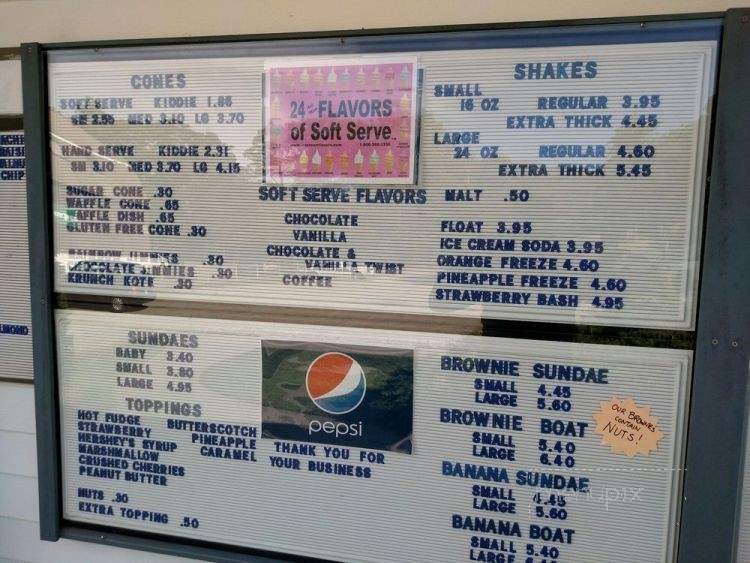 CONES
SOFT SERVE KIDDIE 1.86
SM 2.55 MED 3.10 LG 3.70
HAND SERVE KIDDIE 2.31
SM 3.10 MED 3.70 LG 4.15
SUGAR CONE .30
WAFFLE CONE .65
WAFFLE DISH .65
GLUTEN FREE CONE .30
RAINBOW JIMMIES .30
CHOCOLATE JIMMIES .30
KRUNCH KOTE .30
24 FLAVORS
of Soft Serve
SOFT SERVE FLAVORS
CHOCOLATE
VANILLA
CHOCOLATE &
VANILLA TWIST
COFFEE
SHAKES
SMALL
16 OZ REGULAR 3.95
EXTRA THICK 4.45
LARGE
24 OZ REGULAR 4.60
EXTRA THICK 5.45
MALT .50
FLOAT 3.95
ICE CREAM SODA 3.95
ORANGE FREEZE 4.60
PINEAPPLE FREEZE 4.60
STRAWBERRY BASH 4.95
SUNDAES
BABY 3.40
SMALL 3.80
LARGE 4.95
TOPPINGS
HOT FUDGE BUTTERSCOTCH
STRAWBERRY PINEAPPLE
HERSHEY'S SYRUP CARAMEL
MARSHMALLOW
CRUSHED CHERRIES
PEANUT BUTTER
NUTS .30
EXTRA TOPPING .50
pepsi
THANK YOU FOR
YOUR BUSINESS
BROWNIE SUNDAE
SMALL 4.45
LARGE 5.60
BROWNIE BOAT
SMALL 5.40
LARGE 6.40
OUR BROWNIES
CONTAIN
NUTS!
BANANA SUNDAE
SMALL 4.45
LARGE 5.60
BANANA BOAT
SMALL 5.40
LARGE
CHIP
MOND